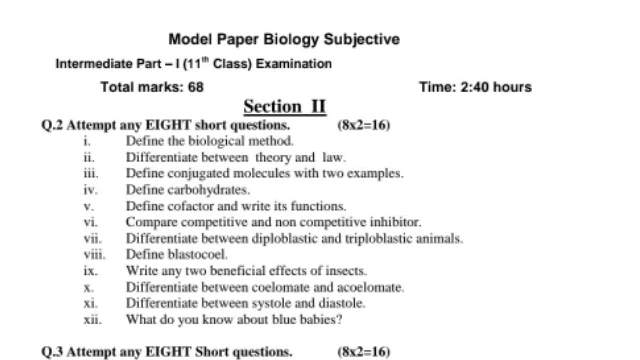 Model Paper Biology Subjective
Intermediate Part – I (11th Class) Examination
Total marks: 68 Time: 2:40 hours
Section II
Q.2 Attempt any EIGHT short questions. (8x2=16)
i. Define the biological method.
ii. Differentiate between theory and law.
iii. Define conjugated molecules with two examples.
iv. Define carbohydrates.
v. Define cofactor and write its functions.
vi. Compare competitive and non competitive inhibitor.
vii. Differentiate between diploblastic and triploblastic animals.
viii. Define blastocoel.
ix. Write any two beneficial effects of insects.
x. Differentiate between coelomate and acoelomate.
xi. Differentiate between systole and diastole.
xii. What do you know about blue babies?
Q.3 Attempt any EIGHT Short questions. (8x2=16)